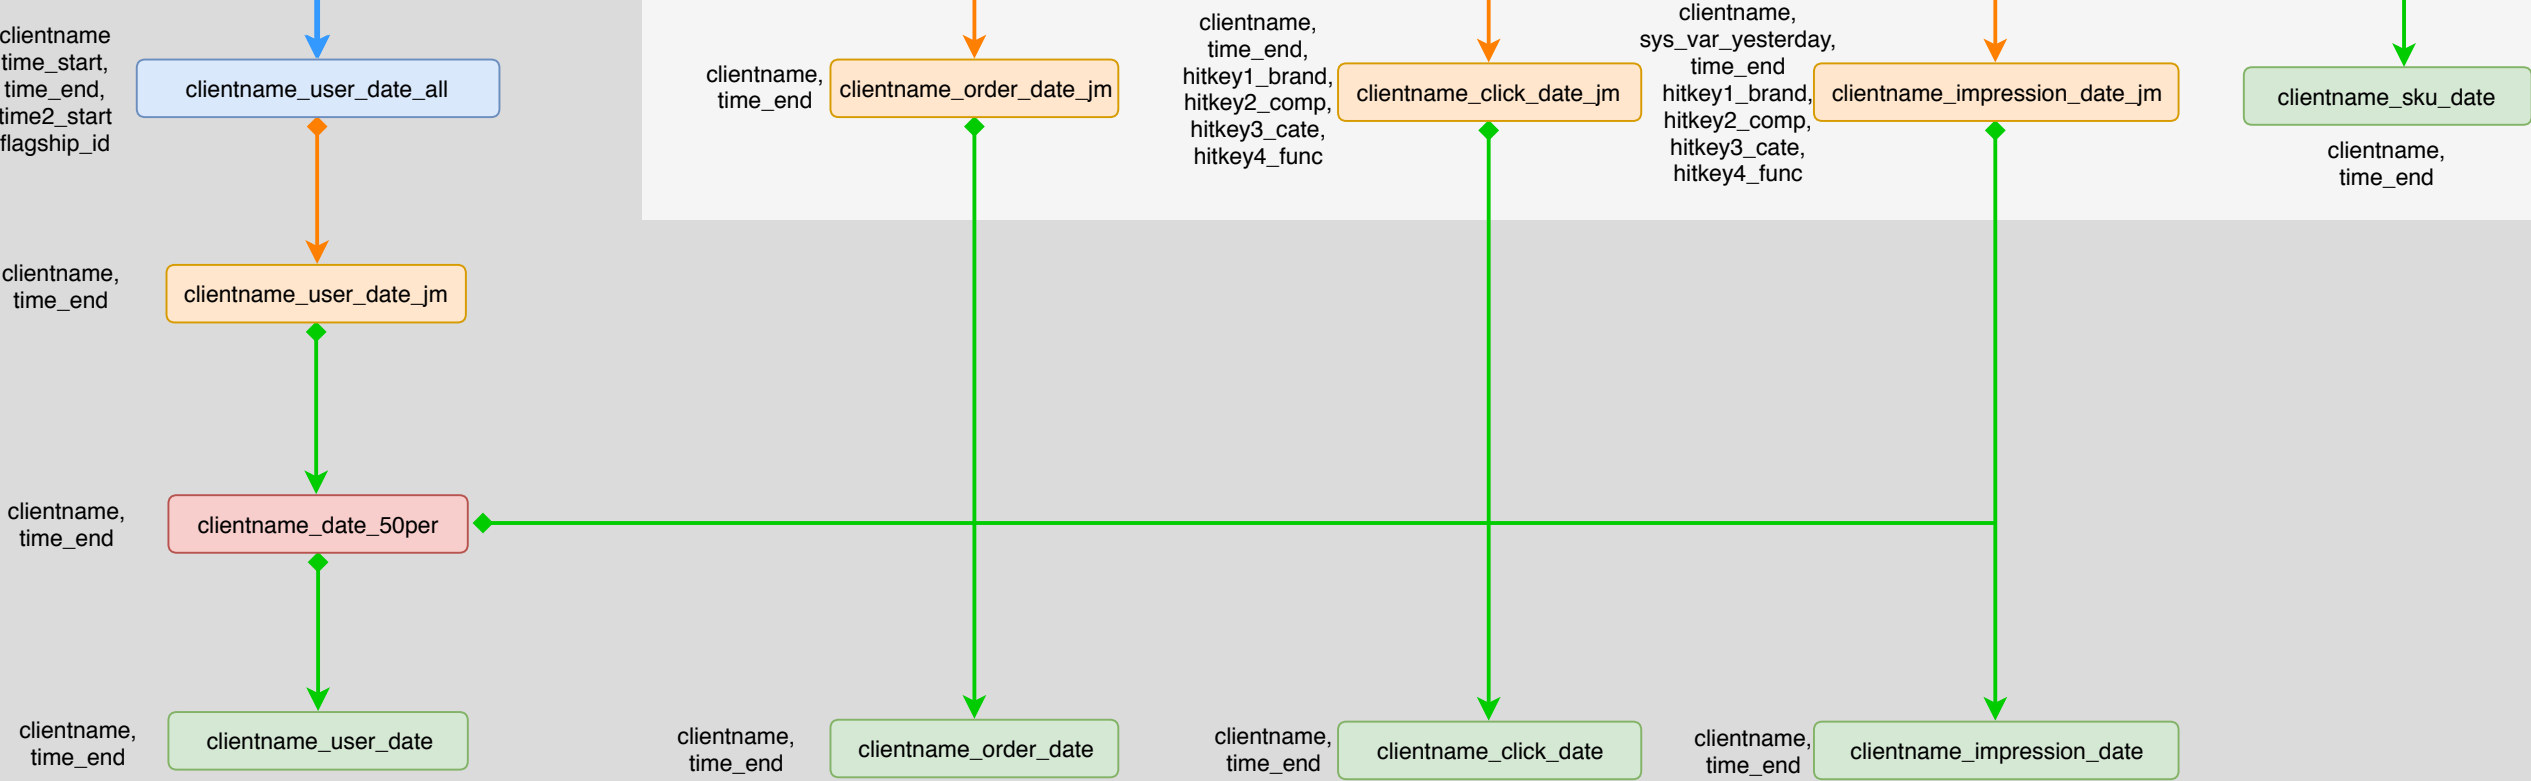 clientname
time_start,
time_end,
time2_start
flagship_id
clientname_user_date_all
clientname,
time_end
clientname_order_date_jm
clientname,
time_end,
hitkey1_brand,
hitkey2_comp,
hitkey3_cate,
hitkey4_func
clientname_click_date_jm
clientname,
sys_var_yesterday,
time_end
hitkey1_brand,
hitkey2_comp,
hitkey3_cate,
hitkey4_func
clientname_impression_date_jm
clientname_sku_date
clientname,
time_end
clientname,
time_end
clientname_user_date_jm
clientname,
time_end
clientname_date_50per
clientname,
time_end
clientname_user_date
clientname,
time_end
clientname_order_date
clientname,
time_end
clientname_click_date
clientname,
time_end
clientname_impression_date